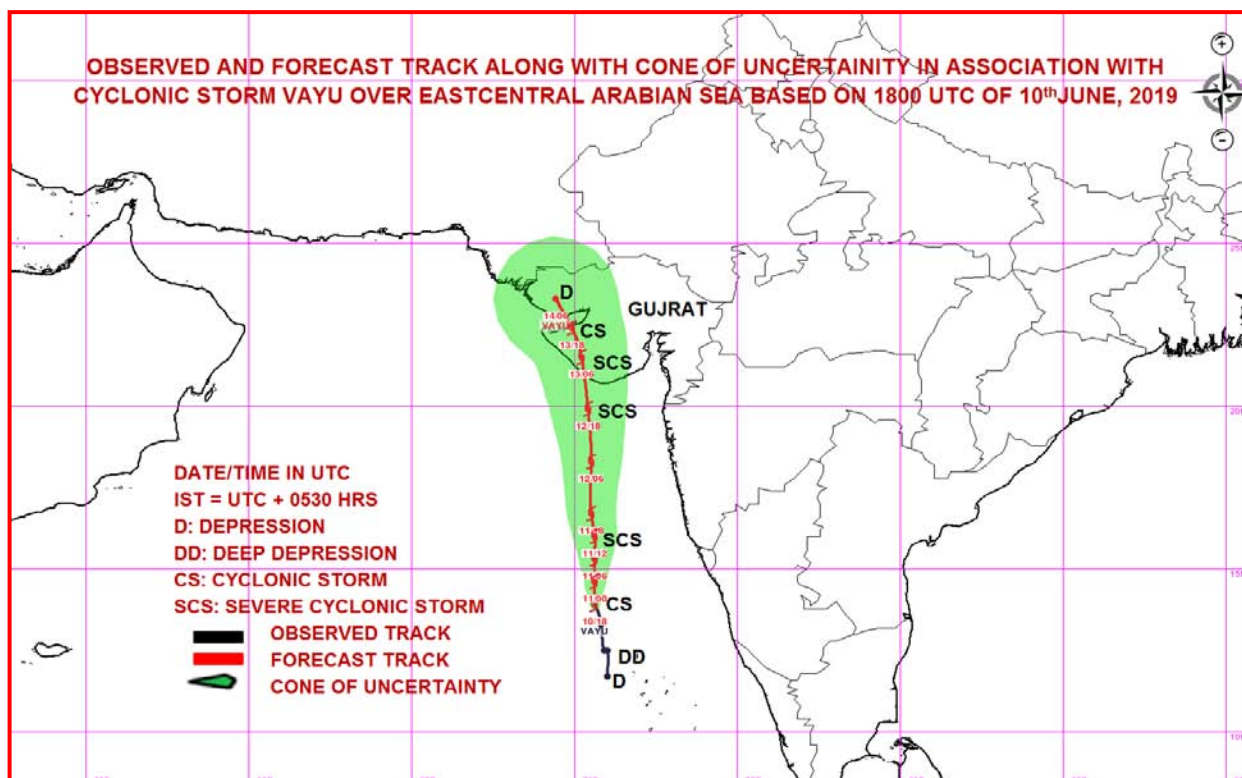 OBSERVED AND FORECAST TRACK ALONG WITH CONE OF UNCERTAINITY IN ASSOCIATION WITH
CYCLONIC STORM VAYU OVER EASTCENTRAL ARABIAN SEA BASED ON 1800 UTC OF 10th JUNE, 2019
+
-
D
GUJRAT
14/06
VAYU
CS
13/18
SCS
13/06
SCS
12/18
12/06
SCS
11/12
11/06
11/00
CS
10/18
VAYU
DD
D
DATE/TIME IN UTC
IST = UTC + 0530 HRS
D: DEPRESSION
DD: DEEP DEPRESSION
CS: CYCLONIC STORM
SCS: SEVERE CYCLONIC STORM
OBSERVED TRACK
FORECAST TRACK
CONE OF UNCERTAINTY